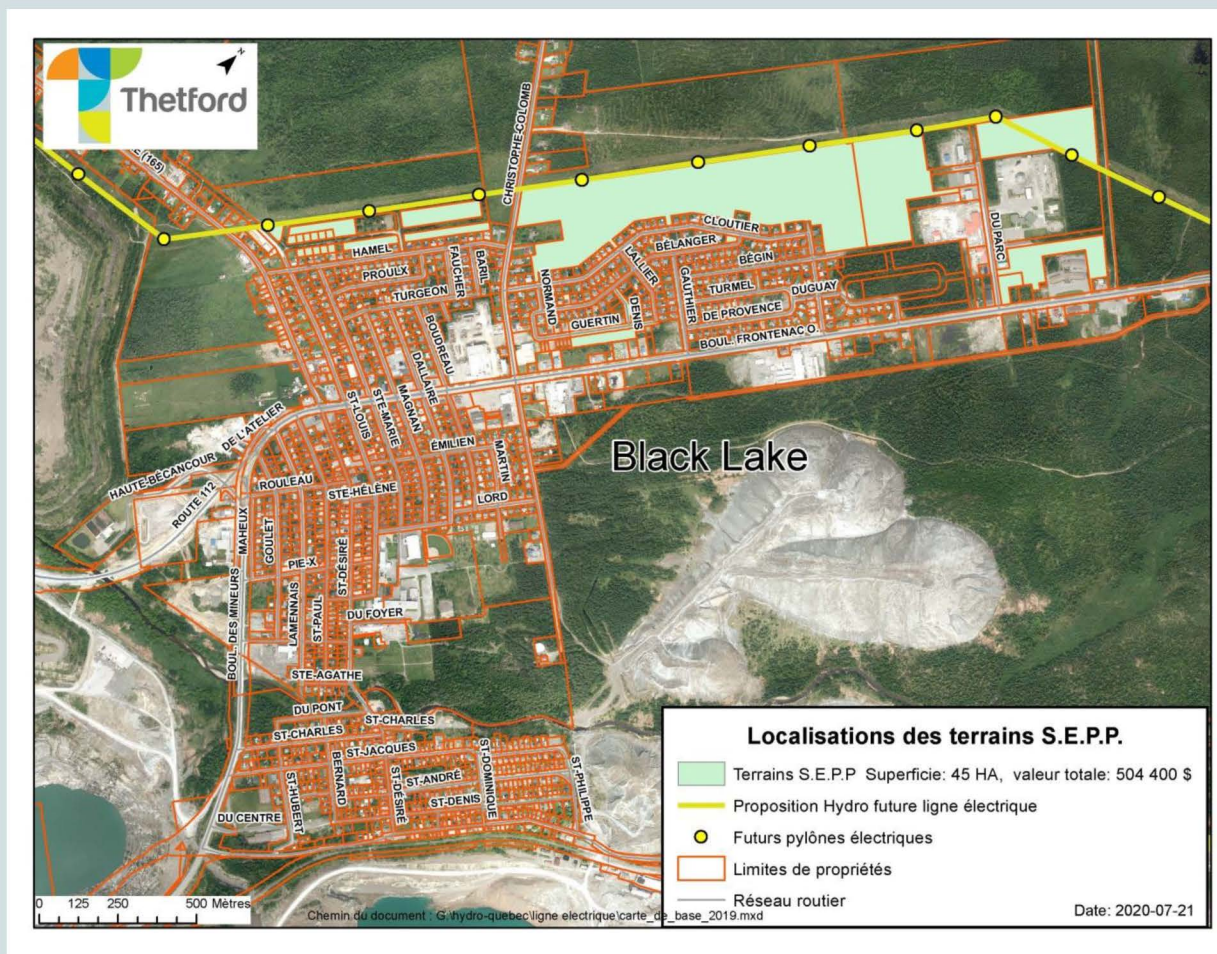 Thetford
N
(165)
CHRISTOPHE-COLOMB
HAMEL
PROULX
FAUCHER
BARIL
TURGEON
BOUDREAU
DALLAIRE
MAGNAN
STE-MARIE
ST-LOUIS
NORMAND
GUERTIN
DENIS
LALLIER
BÉLANGER
CLOUTIER
BÉGIN
GAUTHIER
TURMEL
DUGUAY
DE PROVENCE
DU PARC
BOUL. FRONTENAC O.
Black Lake
HAUTE-BÉCANCOUR
DE L'ATELIER
ROUTE 112
ÉMILIEN
MARTIN
LORD
ROULEAU
STE-HÉLÈNE
MAHEUX
GOULET
PIE-X
ST-DÉSIRÉ
LAMENNAIS
ST-PAUL
DU FOYER
BOUL. DES MINEURS
STE-AGATHE
DU PONT
ST-CHARLES
ST-CHARLES
ST-JACQUES
BERNARD
ST-HUBERT
ST-DÉSIRÉ
ST-ANDRÉ
ST-DENIS
ST-DOMINIQUE
ST-PHILIPPE
DU CENTRE
Localisations des terrains S.E.P.P.
Terrains S.E.P.P Superficie: 45 HA, valeur totale: 504 400 $
Proposition Hydro future ligne électrique
Futurs pylônes électriques
Limites de propriétés
Réseau routier
Date: 2020-07-21
0 125 250 500 Mètres
Chemin du document : G:\hydro-quebec\ligne electrique\carte_de_base_2019.mxd